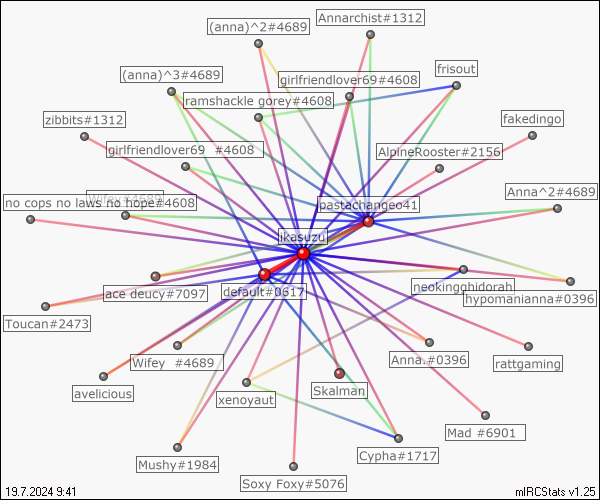 Annarchist#1312
(anna)^2#4689
frisout
(anna)^3#4689
girlfriendlover69#4608
ramshackle gorey#4608
zibbits#1312
fakedingo
girlfriendlover69 #4608
AlpineRooster#2156
Anna^2#4689
Wifey#4689
no cops no laws no hope#4608
pastachangeo41
ikasuzu
ace deucy#7097
default#0617
neokingghidorah
hypomanianna#0396
Toucan#2473
Wifey #4689
Anna.#0396
rattgaming
avelicious
xenoyaut
Skalman
Mad #6901
Mushy#1984
Cypha#1717
Soxy Foxy#5076
19.7.2024 9:41
mIRCStats v1.25